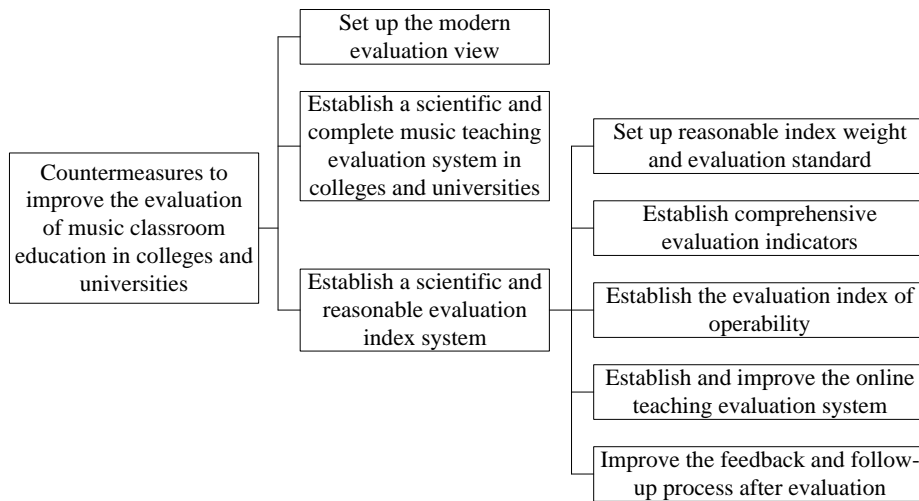 Countermeasures to
improve the evaluation
of music classroom
education in colleges and
universities
Set up the modern
evaluation view
Establish a scientific and
complete music teaching
evaluation system in
colleges and universities
Establish a scientific and
reasonable evaluation
index system
Set up reasonable index weight
and evaluation standard
Establish comprehensive
evaluation indicators
Establish the evaluation index of
operability
Establish and improve the online
teaching evaluation system
Improve the feedback and follow-
up process after evaluation